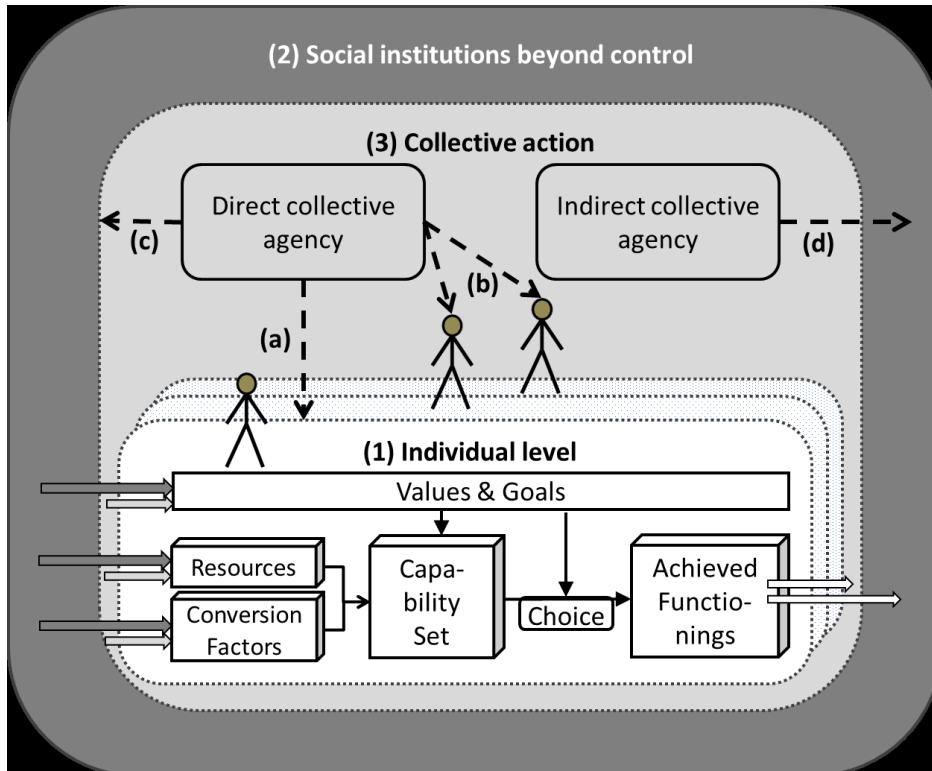 (2) Social institutions beyond control
(3) Collective action
Direct collective
agency
Indirect collective
agency
(c)
(d)
(b)
(a)
(1) Individual level
Values & Goals
Resources
Conversion
Factors
Capa-
bility
Set
Choice
Achieved
Functio-
nings